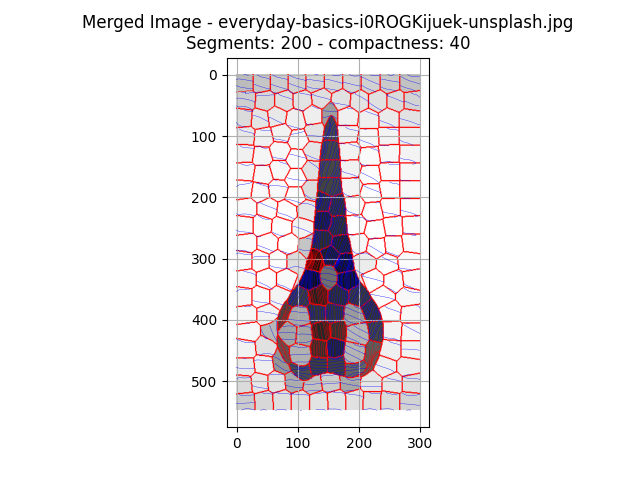 Merged Image - everyday-basics-i0ROGKijuek-unsplash.jpg
Segments: 200 - compactness: 40
0
100
200
300
400
500
0 100 200 300